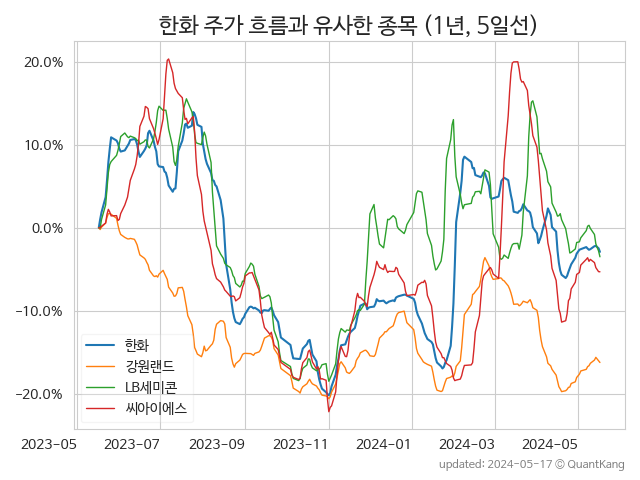 한화 주가 흐름과 유사한 종목 (1년, 5일선)
20.0%
10.0%
0.0%
−10.0%
−20.0%
한화
강원랜드
LB세미콘
씨아이에스
2023−05
2023−07
2023−09
2023−11
2024−01
2024−03
2024−05
updated: 2024−05−17 © QuantKang